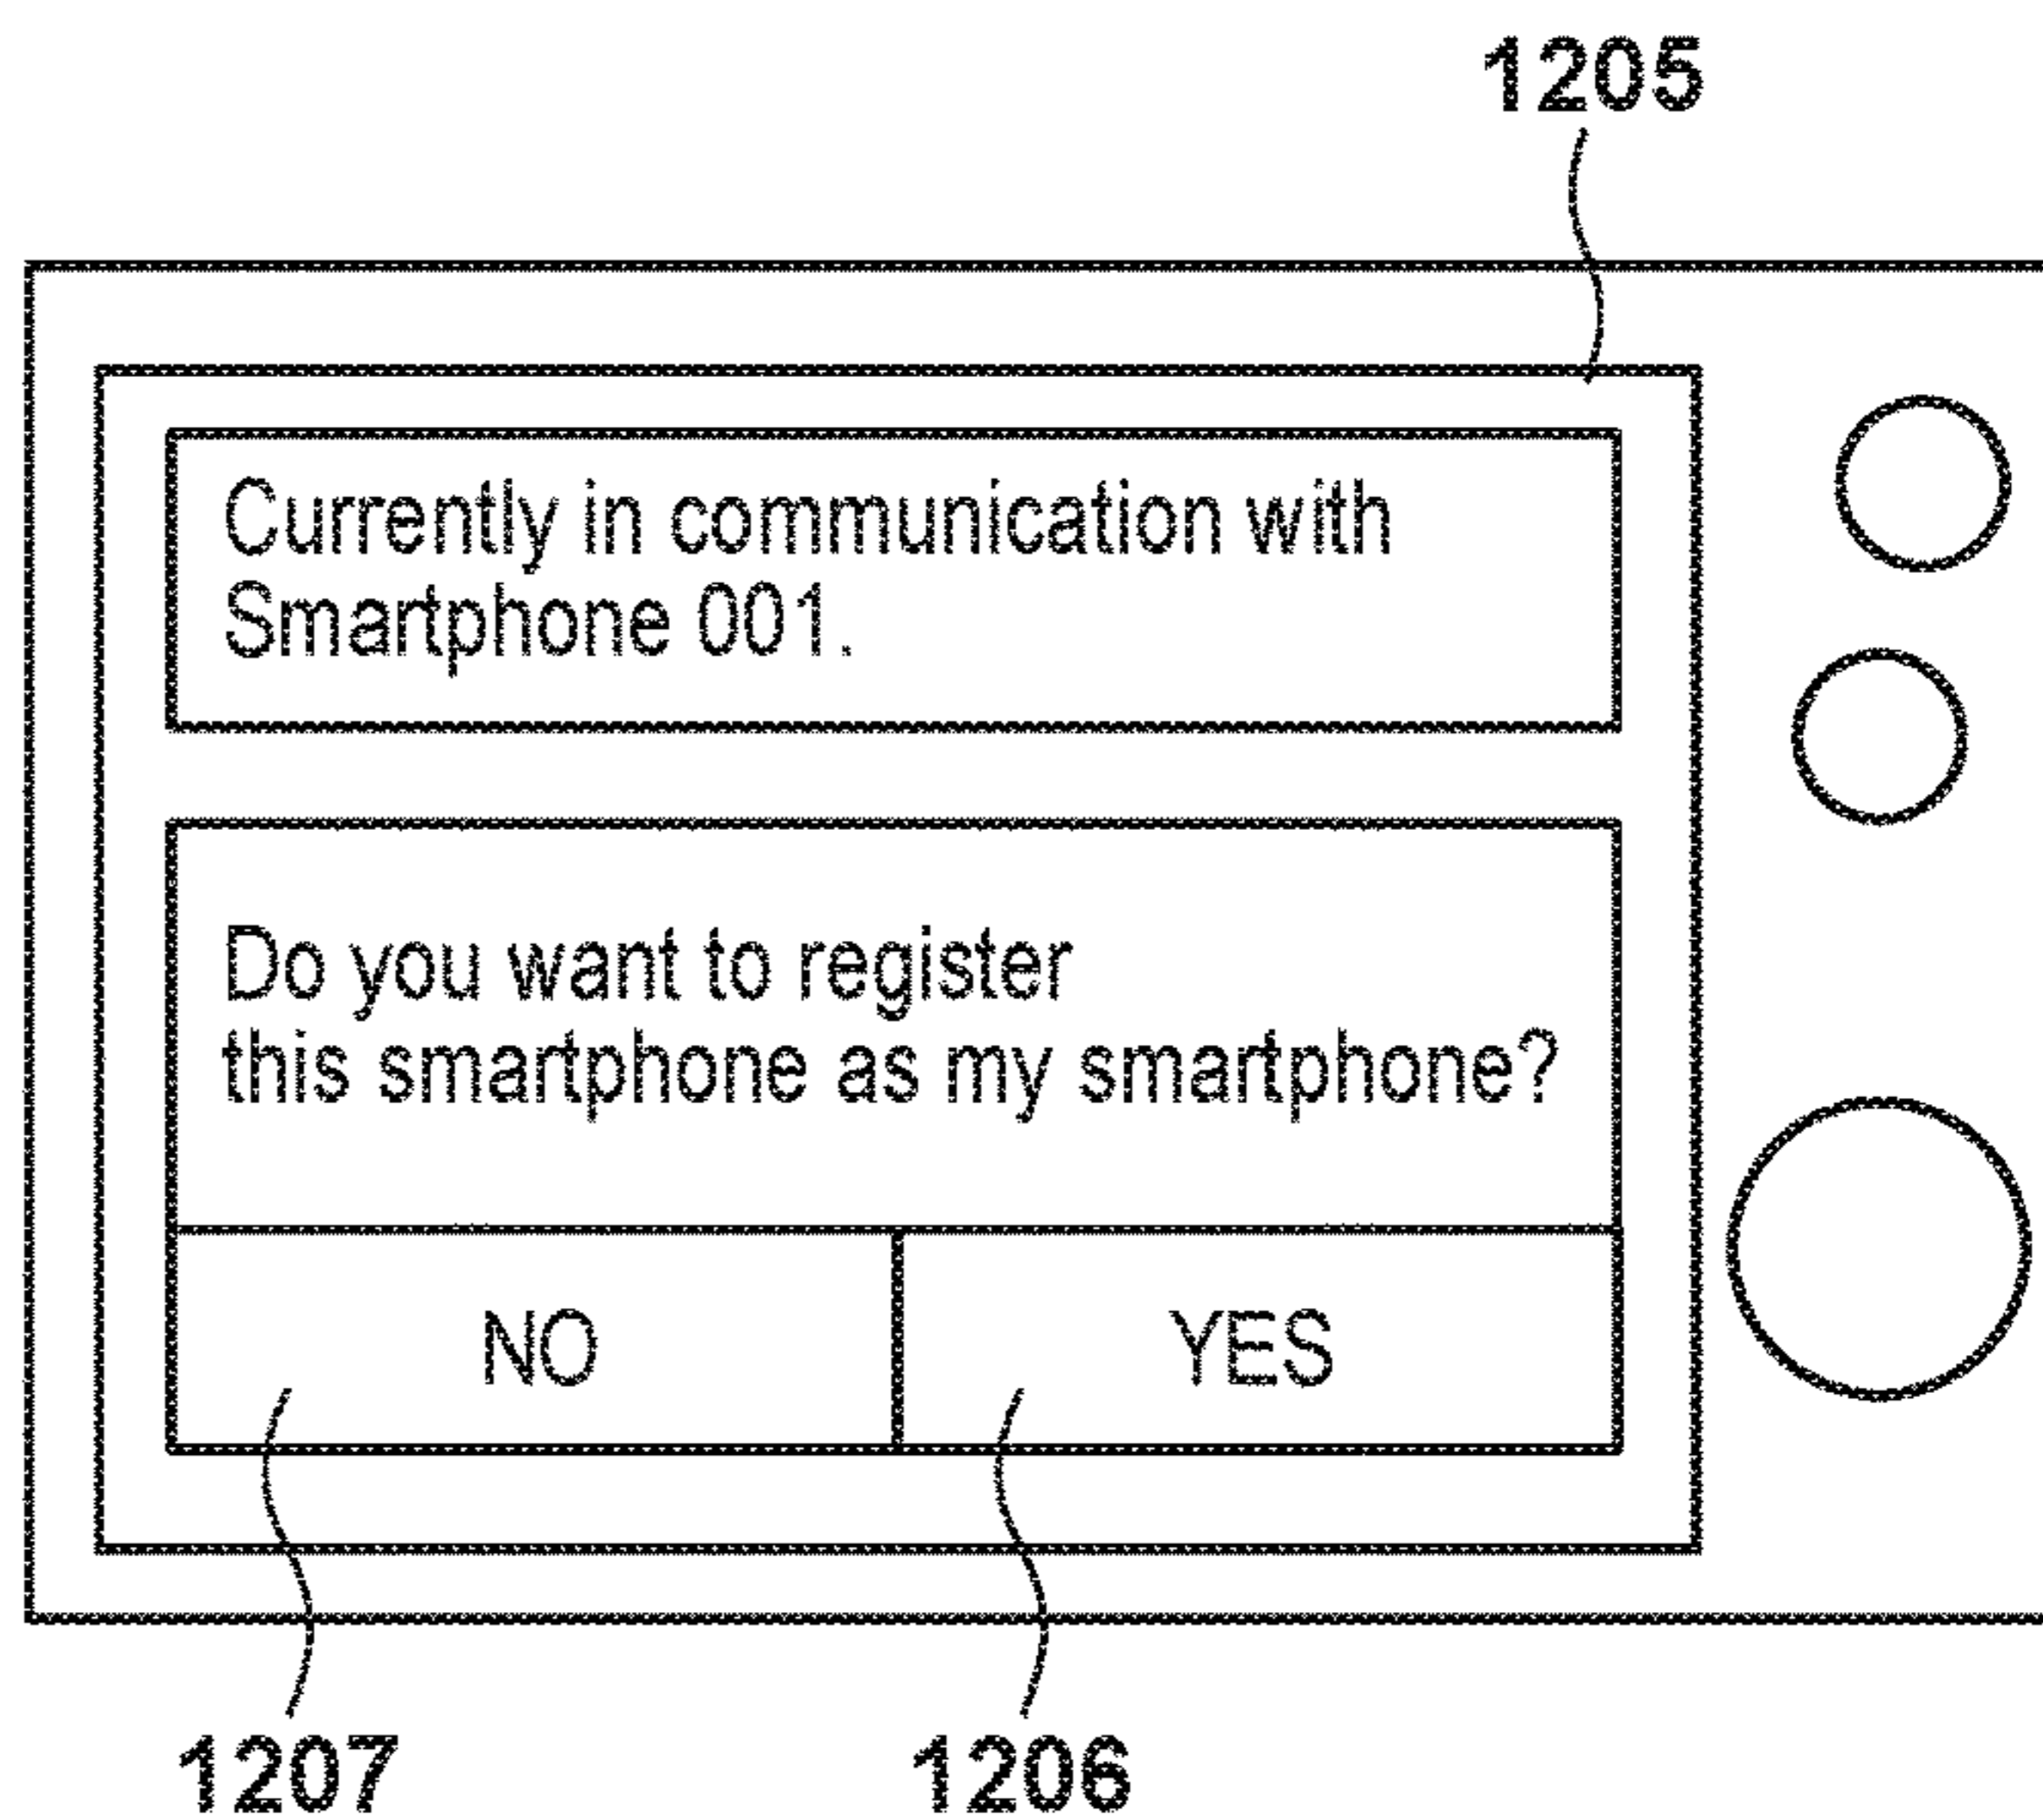 1205
Currently in communication with
Smartphone 001.
Do you want to register
this smartphone as my smartphone?
NO
YES
1207
1206